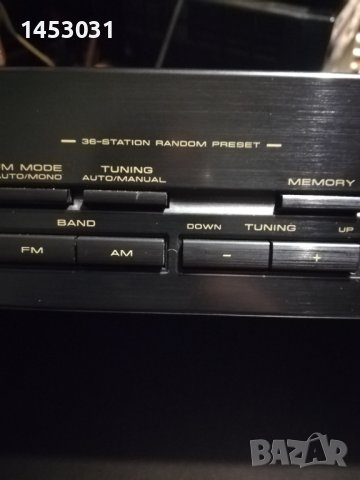 1453031
36-STATION RANDOM PRESET
FM MODE TUNING
AUTO/MONO AUTO/MANUAL MEMORY
BAND DOWN TUNING UP
FM AM - +
BAZAR